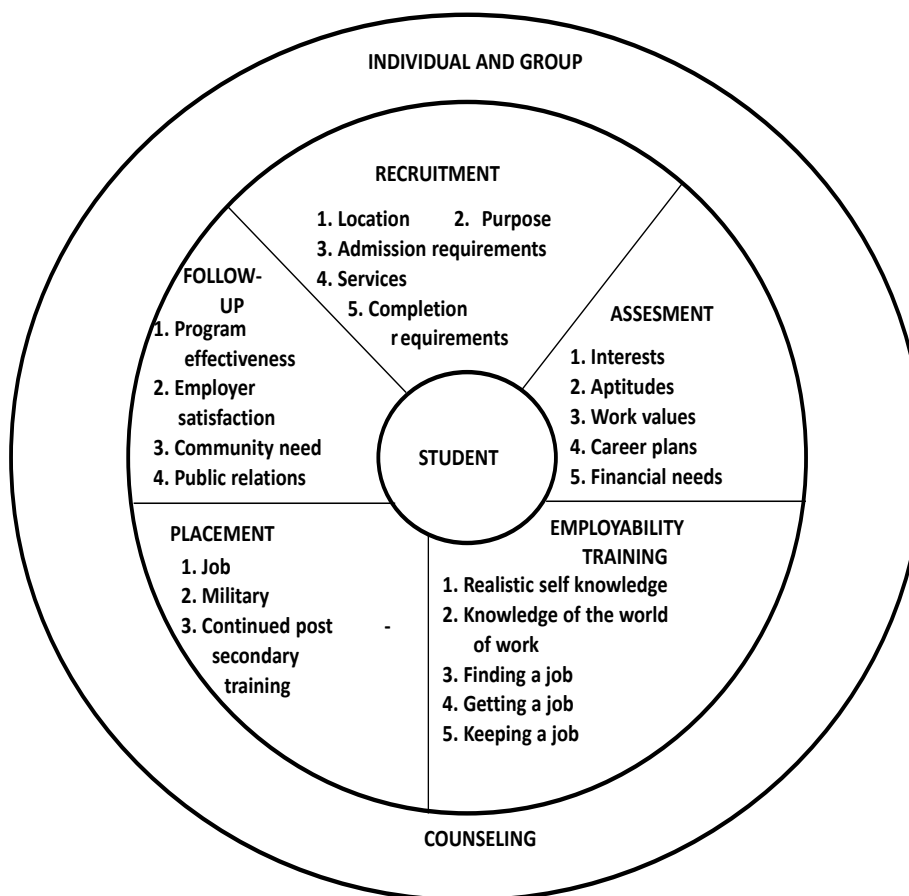 INDIVIDUAL AND GROUP
RECRUITMENT
1. Location 2. Purpose
3. Admission requirements
4. Services
5. Completion
requirements
FOLLOW-
UP
1. Program
effectiveness
2. Employer
satisfaction
3. Community need
4. Public relations
ASSESMENT
1. Interests
2. Aptitudes
3. Work values
4. Career plans
5. Financial needs
STUDENT
PLACEMENT
1. Job
2. Military
3. Continued post -
secondary
training
EMPLOYABILITY
TRAINING
1. Realistic self knowledge
2. Knowledge of the world
of work
3. Finding a job
4. Getting a job
5. Keeping a job
COUNSELING